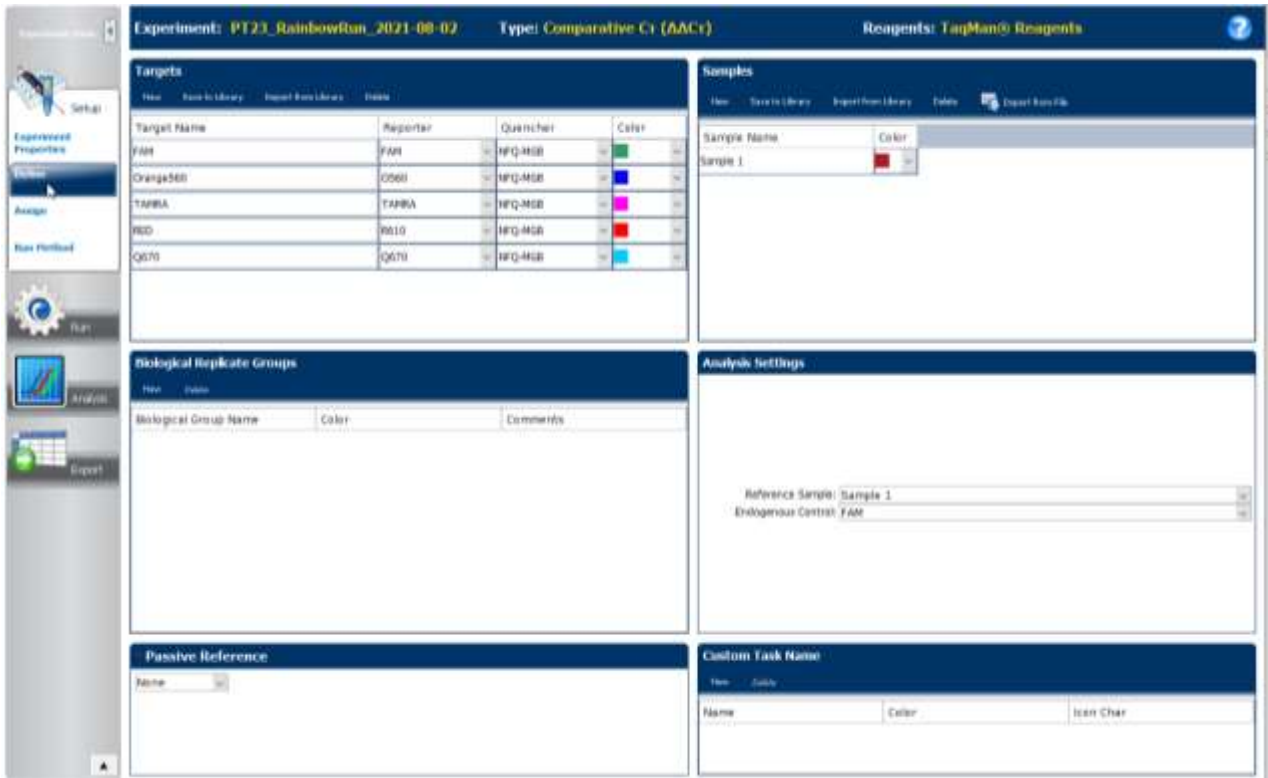 Experiment: PT23_RainbowRun_2021-08-02 Type: Comparative Cт (ΔΔCт) Reagents: TaqMan® Reagents
Setup
Experiment
Properties
Define
Assign
Run Method
Run
Analysis
Export
Targets
New Save to Library Import from Library Delete
Target Name Reporter Quencher Color
FAM FAM NFQ-MGB
Orange560 O560 NFQ-MGB
TAMRA TAMRA NFQ-MGB
RED R610 NFQ-MGB
Q670 Q670 NFQ-MGB
Samples
New Save to Library Import from Library Delete Import from File
Sample Name Color
Sample 1
Biological Replicate Groups
New Delete
Biological Group Name Color Comments
Analysis Settings
Reference Sample: Sample 1
Endogenous Control: FAM
Passive Reference
None
Custom Task Name
New Delete
Name Color Icon Char